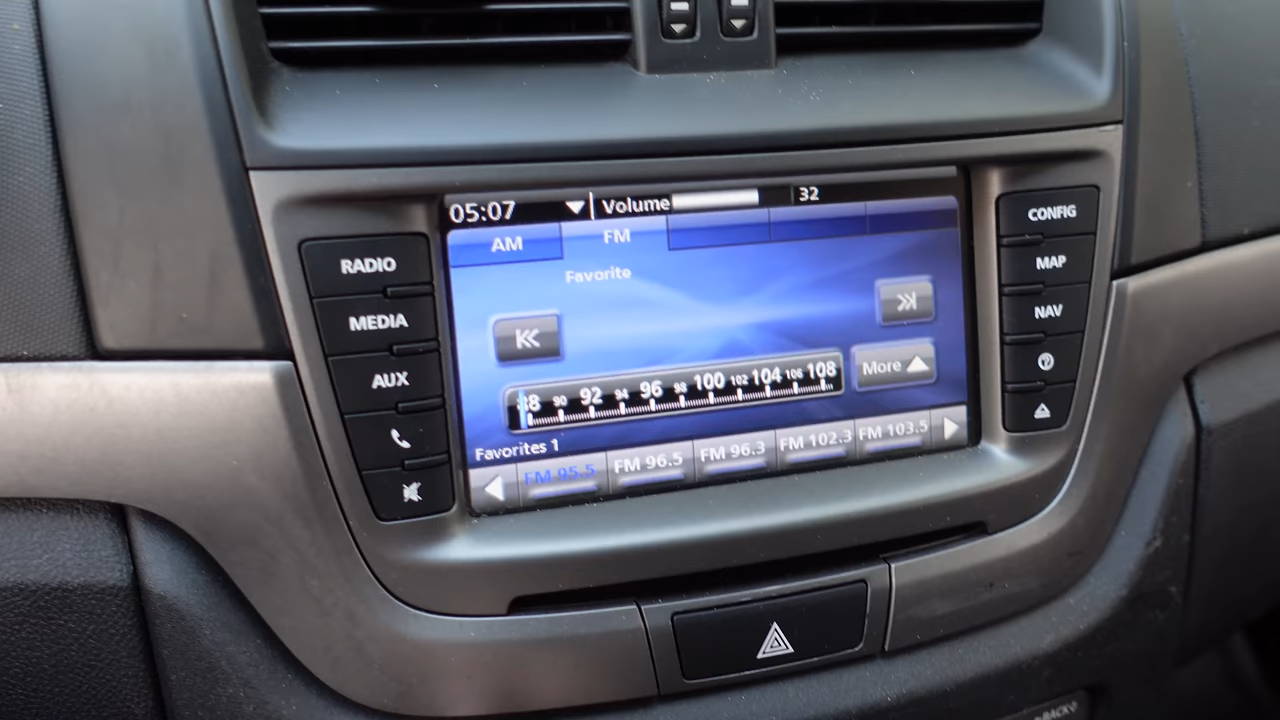 05:07 Volume 32
AM FM
Favorite
88 90 92 94 96 98 100 102 104 106 108
More
Favorites 1
FM 95.5 FM 96.5 FM 96.3 FM 102.3 FM 103.5
RADIO
MEDIA
AUX
CONFIG
MAP
NAV
?
BACK